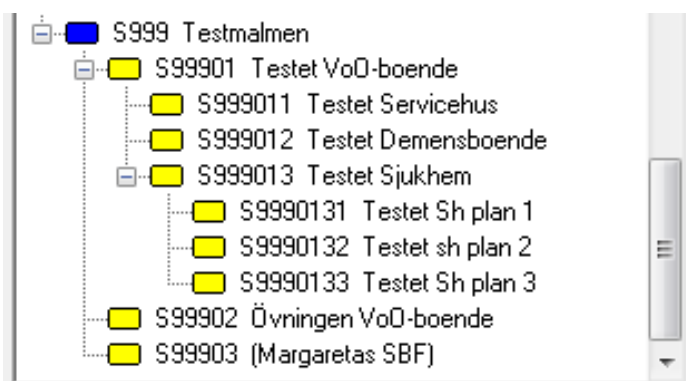 S999 Testmalmen
S99901 Testet VoO-boende
S999011 Testet Servicehus
S999012 Testet Demensboende
S999013 Testet Sjukhem
S9990131 Testet Sh plan 1
S9990132 Testet sh plan 2
S9990133 Testet Sh plan 3
S99902 Övningen VoO-boende
S99903 (Margaretas SBF)